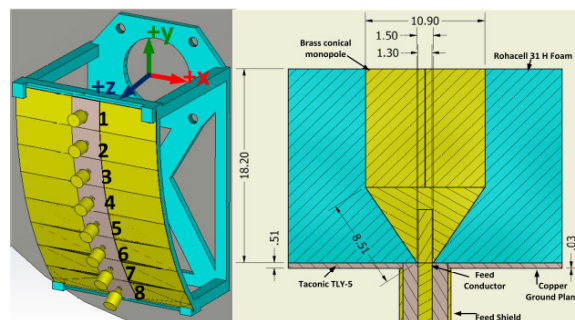 +y
+x
+z
1
2
3
4
5
6
7
8
10.90
1.50
1.30
Brass conical
monopole
Rohacell 31 H Foam
18.20
8.51
.51
.03
Taconic TLY-5
Feed
Conductor
Copper
Ground Plan
Feed Shield